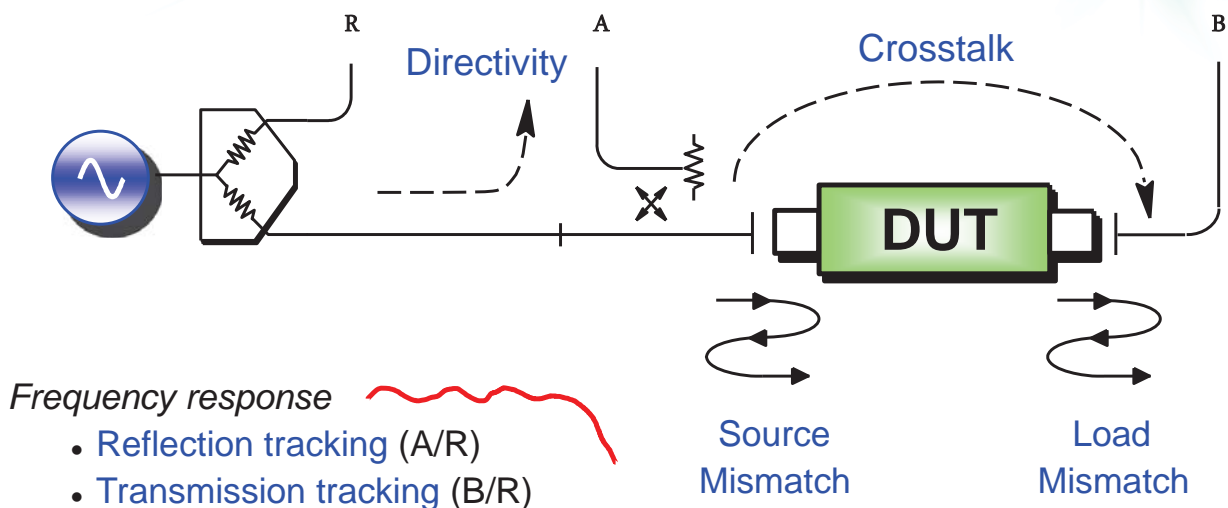 R
A
B
Directivity
Crosstalk
DUT
Frequency response
• Reflection tracking (A/R)
• Transmission tracking (B/R)
Source
Mismatch
Load
Mismatch